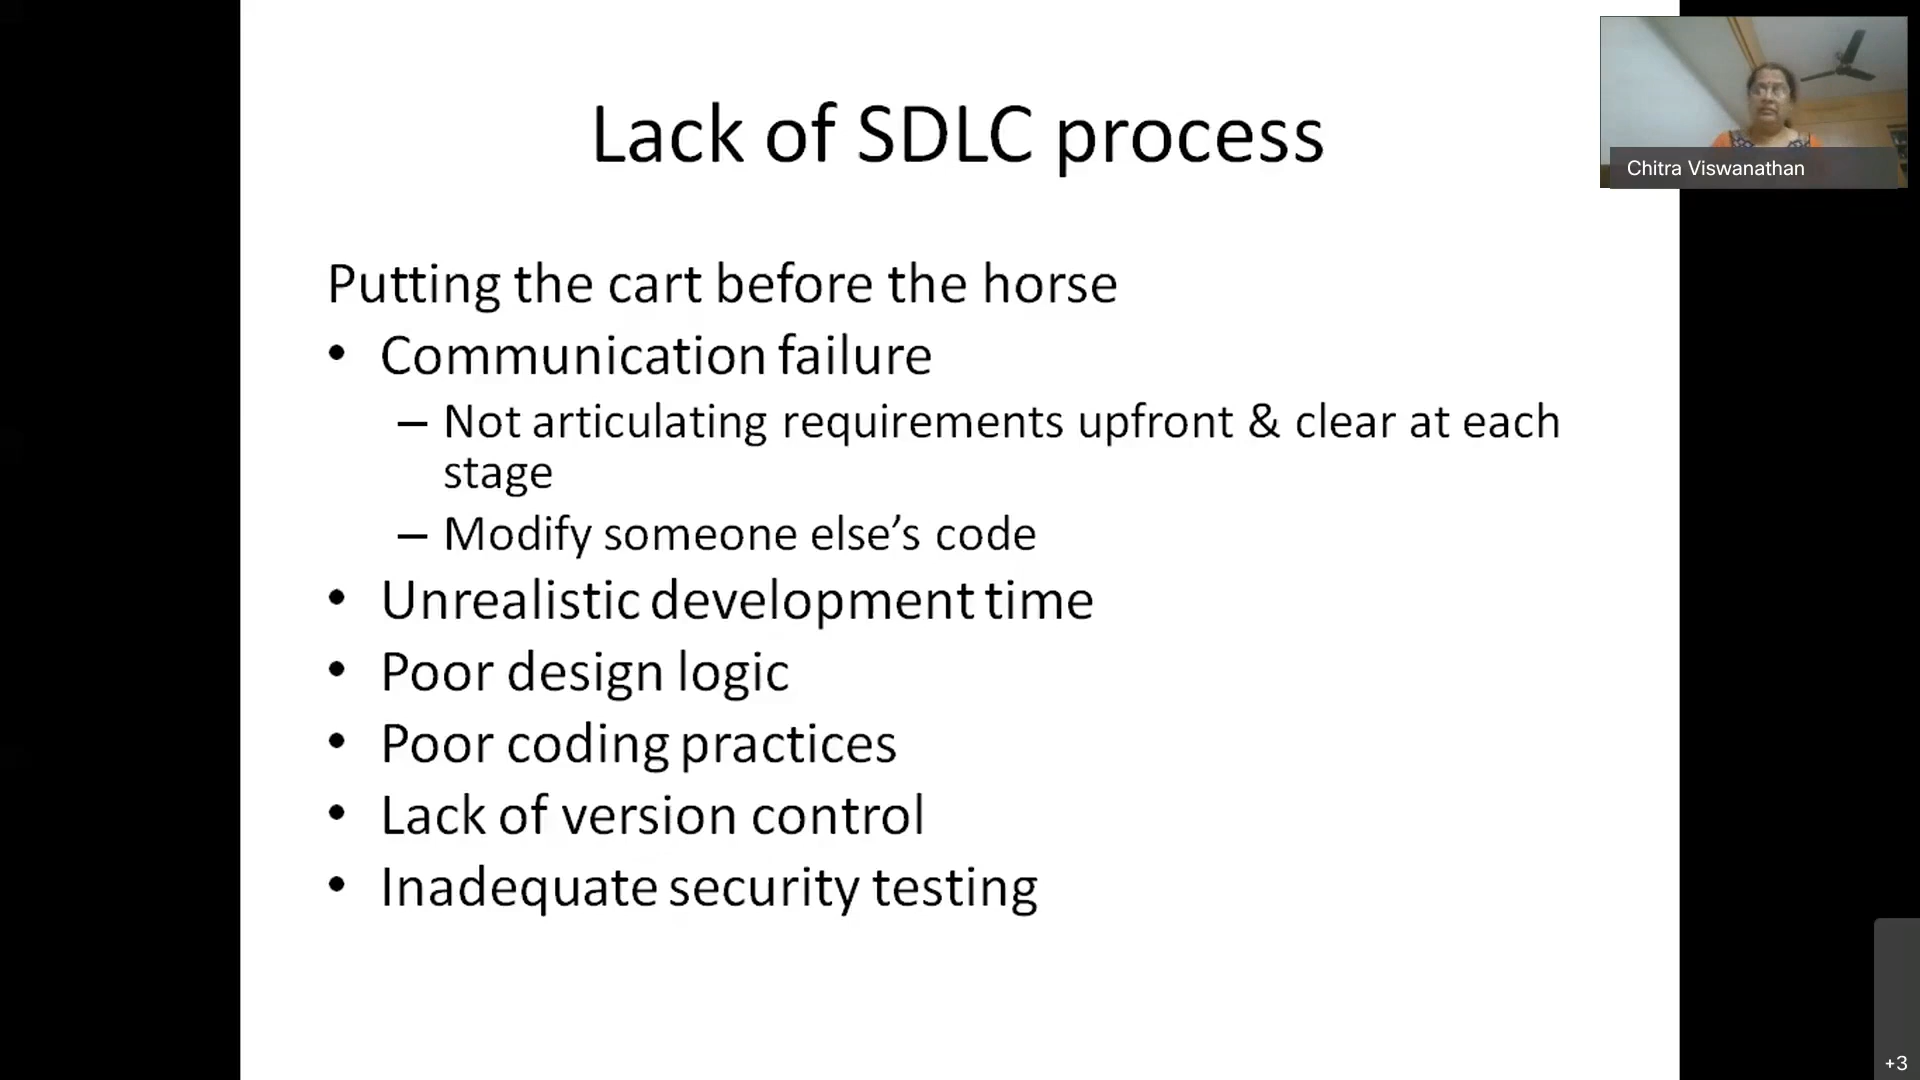 Lack of SDLC process
Chitra Viswanathan
Putting the cart before the horse
• Communication failure
– Not articulating requirements upfront & clear at each
stage
– Modify someone else’s code
• Unrealistic development time
• Poor design logic
• Poor coding practices
• Lack of version control
• Inadequate security testing
+3